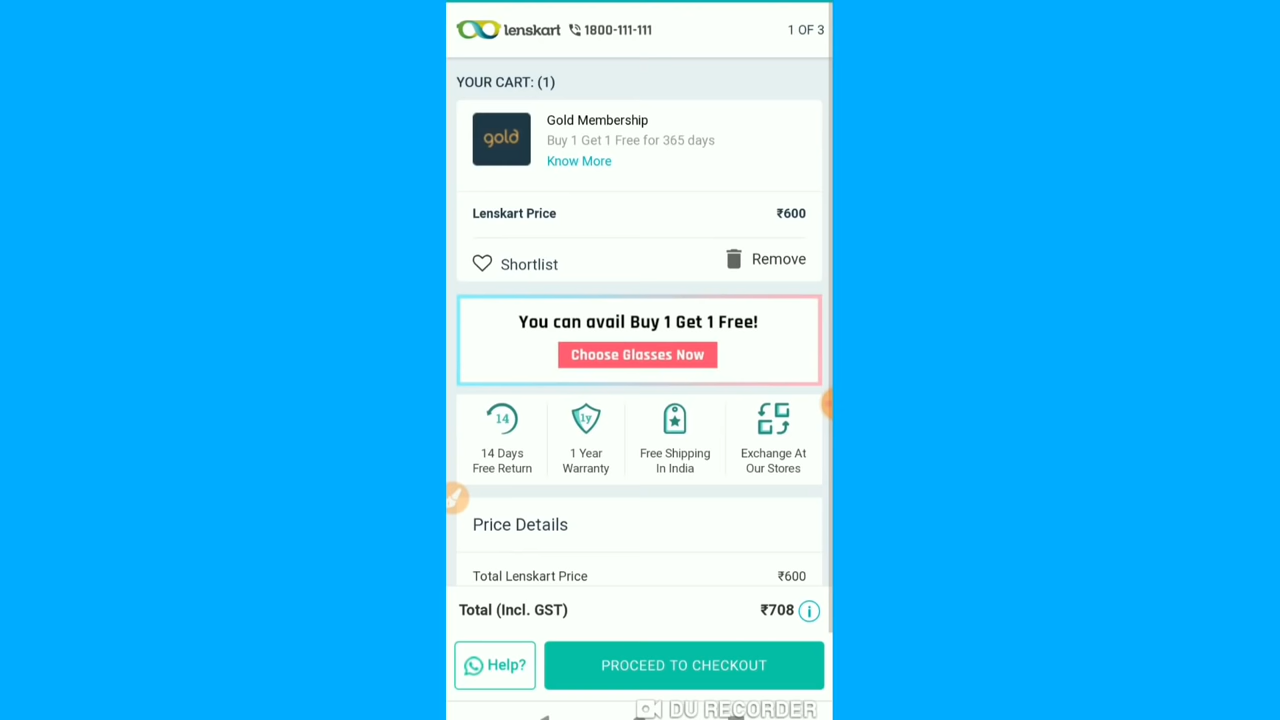 lenskart 1800-111-111 1 OF 3
YOUR CART: (1)
gold
Gold Membership
Buy 1 Get 1 Free for 365 days
Know More
Lenskart Price ₹600
Shortlist Remove
You can avail Buy 1 Get 1 Free!
Choose Glasses Now
14
14 Days
Free Return
1y
1 Year
Warranty
Free Shipping
In India
Exchange At
Our Stores
Price Details
Total Lenskart Price ₹600
Total (Incl. GST) ₹708 i
Help? PROCEED TO CHECKOUT
DU RECORDER